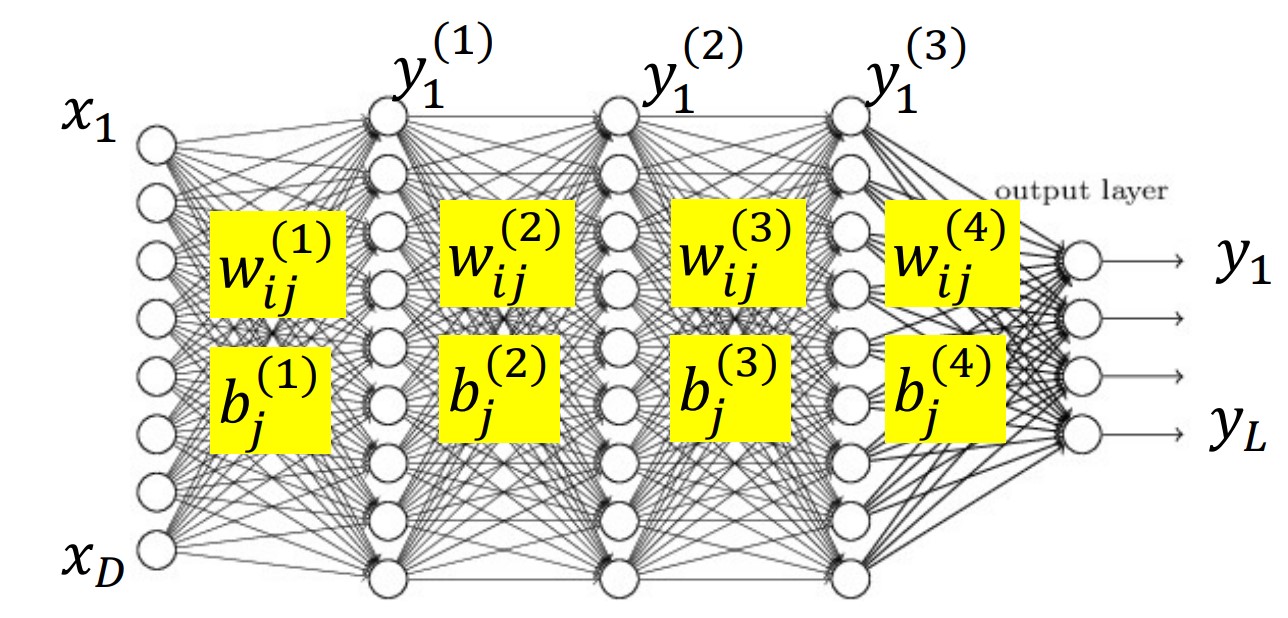 y_1^{(1)} y_1^{(2)} y_1^{(3)}
x_1
output layer
w_{ij}^{(1)} w_{ij}^{(2)} w_{ij}^{(3)} w_{ij}^{(4)}
y_1
b_j^{(1)} b_j^{(2)} b_j^{(3)} b_j^{(4)}
y_L
x_D